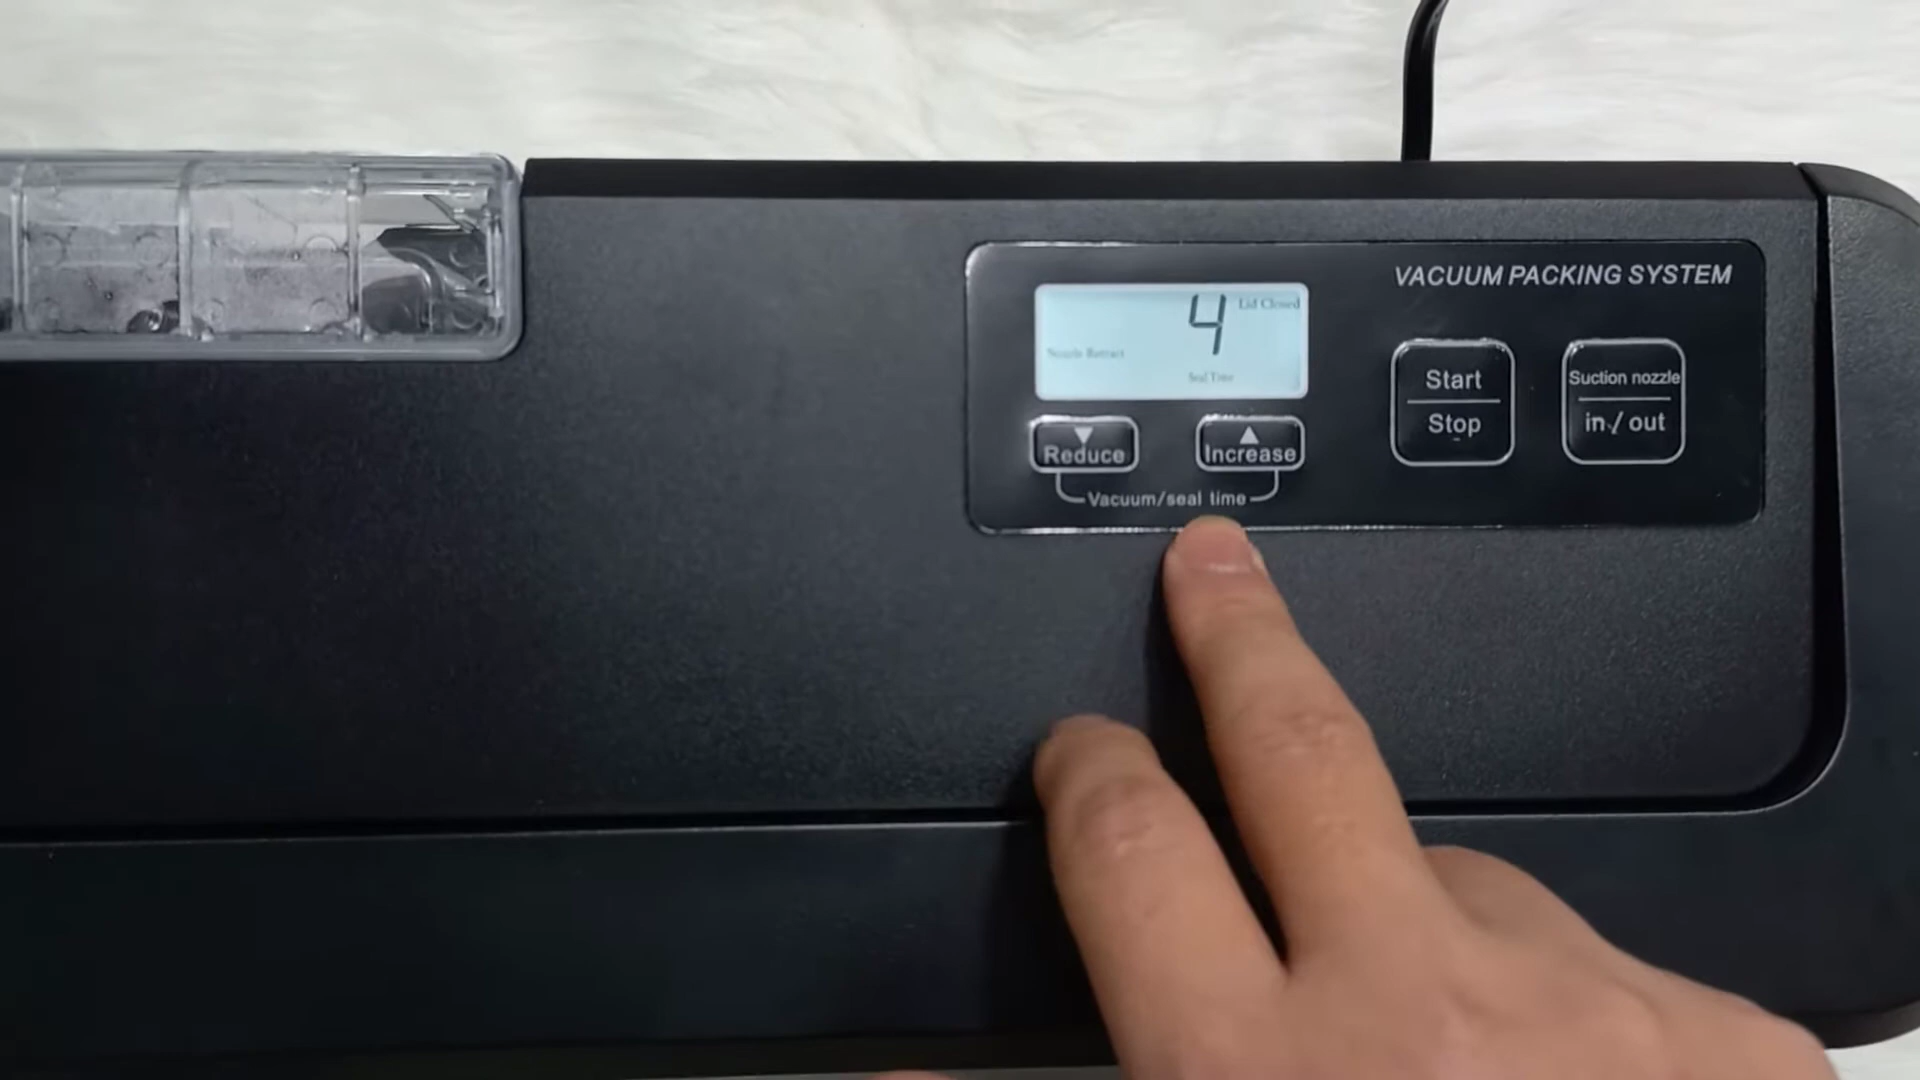 VACUUM PACKING SYSTEM
4
Lid Closed
Nozzle Retract
Seal Time
▼
Reduce
▲
Increase
Vacuum/seal time
Start
Stop
Suction nozzle
in / out